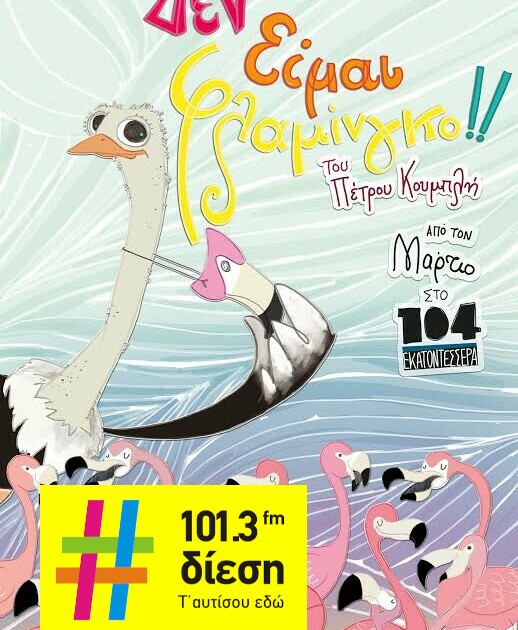 Δεν
Είμαι
φλαμίνγκο!!
Του
Πέτρου Κουμπλή
ΑΠΌ ΤΟΝ
Μάρτιο
ΣΤΟ
104
ΕΚΑΤΟΝΤΕΣΣΕΡΑ
101.3 fm
δίεση
Τ'αυτίσου εδώ